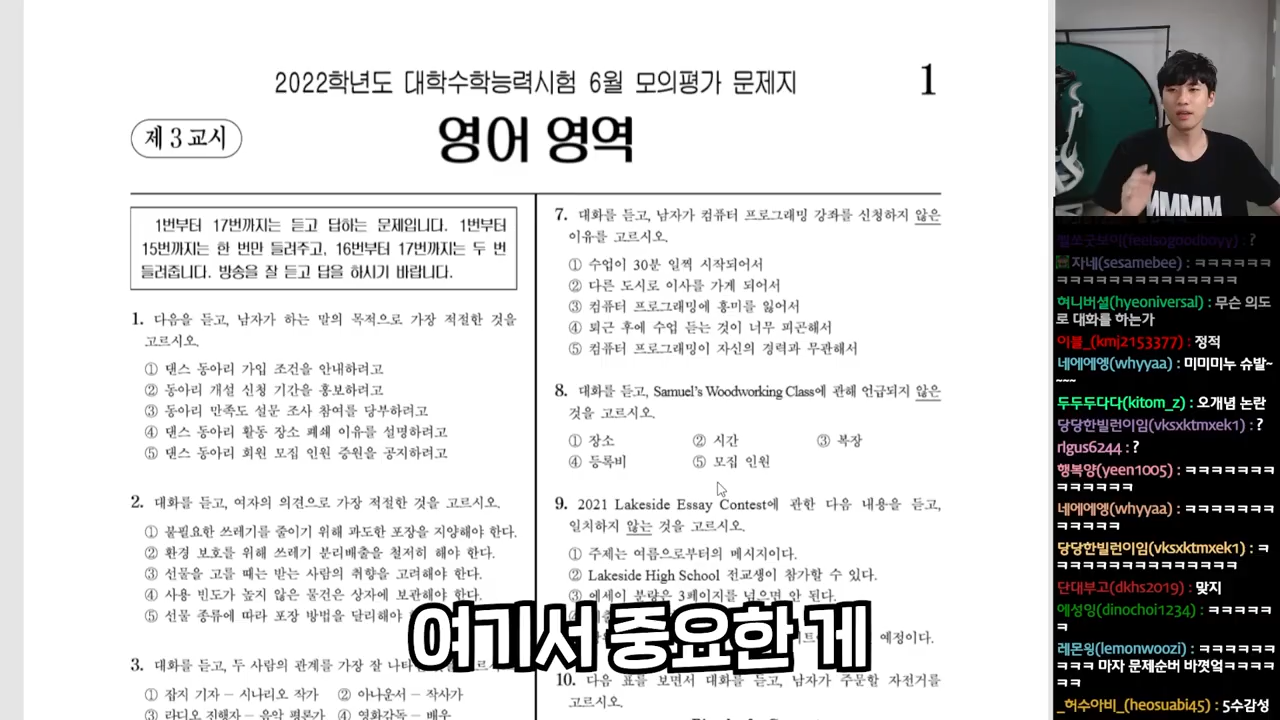 2022학년도 대학수학능력시험 6월 모의평가 문제지
1
제 3 교시
영어 영역
1번부터 17번까지는 듣고 답하는 문제입니다. 1번부터
15번까지는 한 번만 들려주고, 16번부터 17번까지는 두 번
들려줍니다. 방송을 잘 듣고 답을 하시기 바랍니다.
1. 다음을 듣고, 남자가 하는 말의 목적으로 가장 적절한 것을
고르시오.
① 댄스 동아리 가입 조건을 안내하려고
② 동아리 개설 신청 기간을 홍보하려고
③ 동아리 만족도 설문 조사 참여를 당부하려고
④ 댄스 동아리 활동 장소 폐쇄 이유를 설명하려고
⑤ 댄스 동아리 회원 모집 인원 증원을 공지하려고
2. 대화를 듣고, 여자의 의견으로 가장 적절한 것을 고르시오.
① 불필요한 쓰레기를 줄이기 위해 과도한 포장을 지양해야 한다.
② 환경 보호를 위해 쓰레기 분리배출을 철저히 해야 한다.
③ 선물을 고를 때는 받는 사람의 취향을 고려해야 한다.
④ 사용 빈도가 높지 않은 물건은 보관해야 한다.
⑤ 선물 종류에 따라 포장 방법을 달리해야
3. 대화를 듣고, 두 사람의 관계를 가장 잘
① 잡지 기자 – 시나리오 작가 ② 아나운서 – 작사가
③ 라디오 진행자 – 음악 평론가 ④ 영화감독 – 배우
7. 대화를 듣고, 남자가 컴퓨터 프로그래밍 강좌를 신청하지 않은
이유를 고르시오.
① 수업이 30분 일찍 시작되어서
② 다른 도시로 이사를 가게 되어서
③ 컴퓨터 프로그래밍에 흥미를 잃어서
④ 퇴근 후에 수업 듣는 것이 너무 피곤해서
⑤ 컴퓨터 프로그래밍이 자신의 경력과 무관해서
8. 대화를 듣고, Samuel's Woodworking Class에 관해 언급되지 않은
것을 고르시오.
① 장소 ② 시간 ③ 복장
④ 등록비 ⑤ 모집 인원
9. 2021 Lakeside Essay Contest에 관한 다음 내용을 듣고,
일치하지 않는 것을 고르시오.
① 주제는 여름으로부터의 메시지이다.
② Lakeside High School 전교생이 참가할 수 있다.
③ 에세이 분량은 3페이지를 넘으면 안 된다.
예정이다.
10. 다음 표를 보면서 대화를 듣고, 남자가 주문할 자전거를
고르시오.
여기서 중요한 게
MMMM
(feelsogoodboyy) : ?
자네(sesamebee) : ㅋㅋㅋㅋㅋㅋ
ㅋㅋㅋㅋㅋㅋㅋㅋㅋㅋㅋㅋㅋㅋ
혀니버셜(hyeoniversal) : 무슨 의도
로 대화를 하는가
이불_(kmj2153377) : 정적
네에에엥(whyyaa) : 미미미누 슈발~
~~~
두두두다다(kitom_z) : 오개념 논란
당당한빌런이임(vksxktmxek1) : ?
rlgus6244 : ?
행복양(yeen1005) : ㅋㅋㅋㅋㅋㅋㅋ
ㅋㅋㅋㅋㅋㅋ
네에에엥(whyyaa) : ㅋㅋㅋㅋㅋㅋㅋ
ㅋㅋㅋㅋㅋ
당당한빌런이임(vksxktmxek1) : ㅋ
ㅋㅋㅋㅋㅋㅋㅋㅋㅋㅋㅋㅋㅋㅋ
단대부고(dkhs2019) : 맞지
에성잉(dinochoi1234) : ㅋㅋㅋㅋㅋ
ㅋ
레몬윙(lemonwoozi) : ㅋㅋㅋㅋㅋㅋ
ㅋㅋㅋ 마자 문제순버 바꼇엌ㅋㅋㅋㅋ
ㅋㅋ
_허수아비_(heosuabi45) : 5수감성